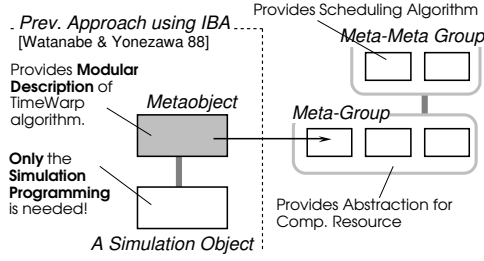 Prev. Approach using IBA
[Watanabe & Yonezawa 88]
Provides Modular
Description of
TimeWarp
algorithm.
Metaobject
Only the
Simulation
Programming
is needed!
A Simulation Object
Provides Scheduling Algorithm
Meta-Meta Group
Meta-Group
Provides Abstraction for
Comp. Resource